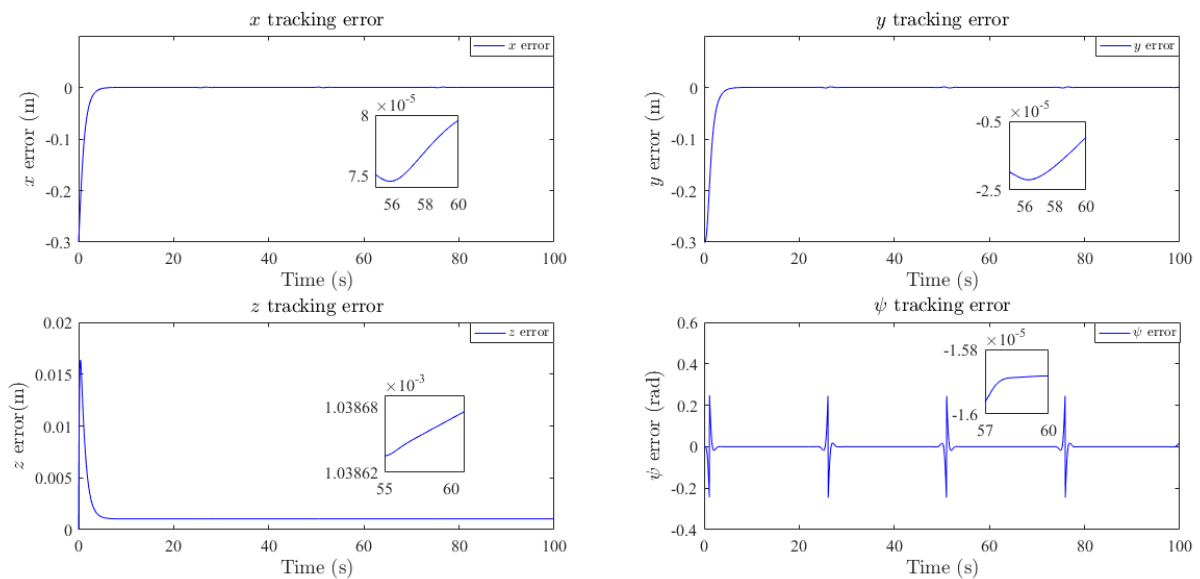 x tracking error
x error
0
-0.1
-0.2
-0.3
x error (m)
×10-5
8
7.5
56 58 60
0 20 40 60 80 100
Time (s)
y tracking error
y error
0
-0.1
-0.2
-0.3
y error (m)
×10-5
-0.5
-2.5
56 58 60
0 20 40 60 80 100
Time (s)
z tracking error
z error
0.02
0.015
0.01
0.005
0
z error(m)
×10-3
1.03868
1.03862
55 60
0 20 40 60 80 100
Time (s)
ψ tracking error
ψ error
0.6
0.4
0.2
0
-0.2
-0.4
ψ error (rad)
×10-5
-1.58
-1.6
57 60
0 20 40 60 80 100
Time (s)